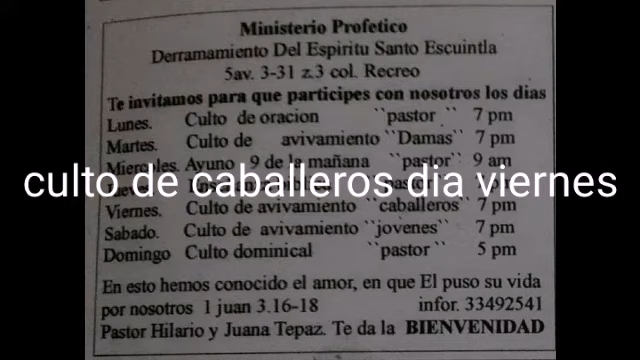 Ministerio Profetico
Derramamiento Del Espiritu Santo Escuintla
5av. 3-31 z.3 col. Recreo
Te invitamos para que participes con nosotros los dias
Lunes. Culto de oracion ``pastor`` 7 pm
Martes. Culto de avivamiento ``Damas`` 7 pm
Miercoles. Ayuno 9 de la mañana ``pastor`` 9 am
culto de caballeros dia viernes
Viernes. Culto de avivamiento ``caballeros`` 7 pm
Sabado. Culto de avivamiento ``jovenes`` 7 pm
Domingo Culto dominical ``pastor`` 5 pm
En esto hemos conocido el amor, en que El puso su vida
por nosotros 1 juan 3.16-18 infor. 33492541
Pastor Hilario y Juana Tepaz. Te da la BIENVENIDAD